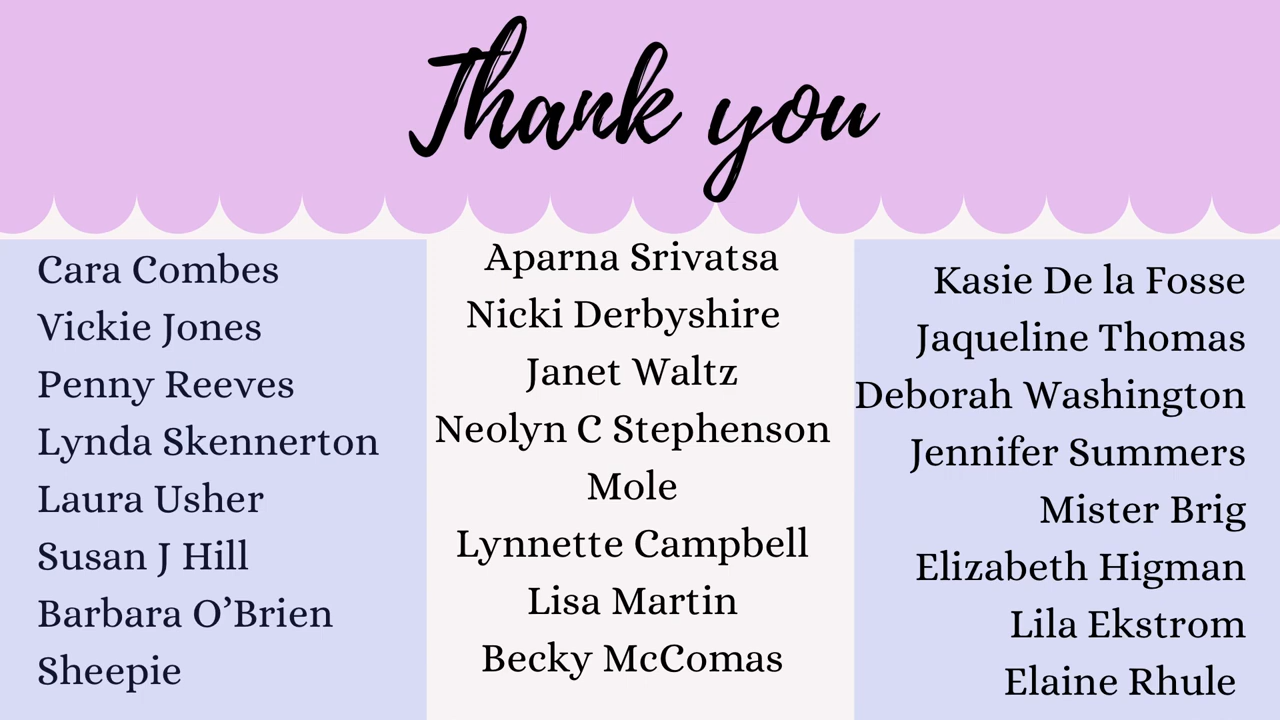 Thank you
Cara Combes
Vickie Jones
Penny Reeves
Lynda Skennerton
Laura Usher
Susan J Hill
Barbara O’Brien
Sheepie
Aparna Srivatsa
Nicki Derbyshire
Janet Waltz
Neolyn C Stephenson
Mole
Lynnette Campbell
Lisa Martin
Becky McComas
Kasie De la Fosse
Jaqueline Thomas
Deborah Washington
Jennifer Summers
Mister Brig
Elizabeth Higman
Lila Ekstrom
Elaine Rhule